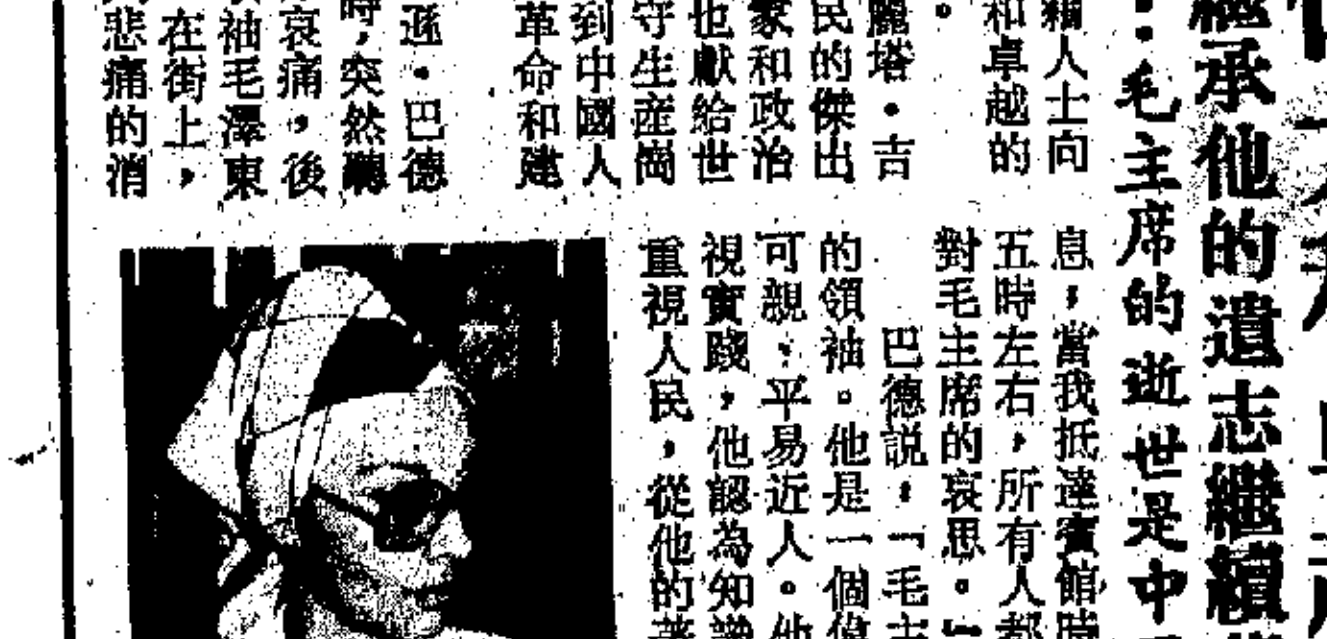 繼承他的遺志繼續
毛主席的逝世是中
人士向
和卓越的
麗塔·吉
民的傑出
家和政治
也獻給世
守生産崗
到中國人
革命和建
遜·巴德
時,突然聽
哀痛,後
袖毛澤東
在街上,
悲痛的消
息,當我抵達賓館時
五時左右,所有人都
對毛主席的哀思。」
巴德説:「毛主
的領袖。他是一個偉
可親,平易近人。他
視實踐,他認為知識
重視人民,從他的著